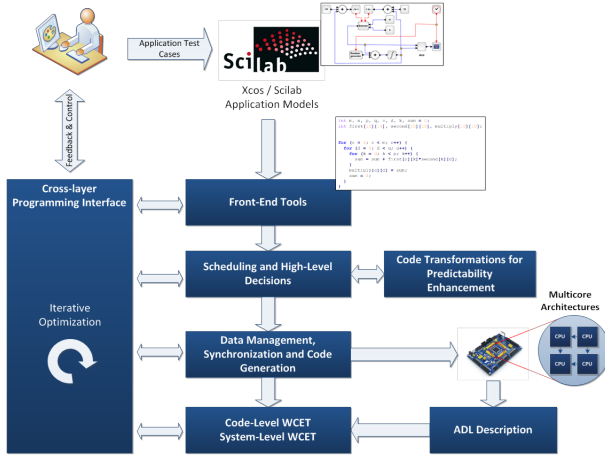 Application Test
Cases
Scilab
Xcos / Scilab
Application Models
Feedback & Control
Cross-layer
Programming Interface
Iterative
Optimization
Front-End Tools
Scheduling and High-Level
Decisions
Code Transformations for
Predictability
Enhancement
Data Management,
Synchronization and Code
Generation
Multicore
Architectures
CPU CPU
CPU CPU
Code-Level WCET
System-Level WCET
ADL Description